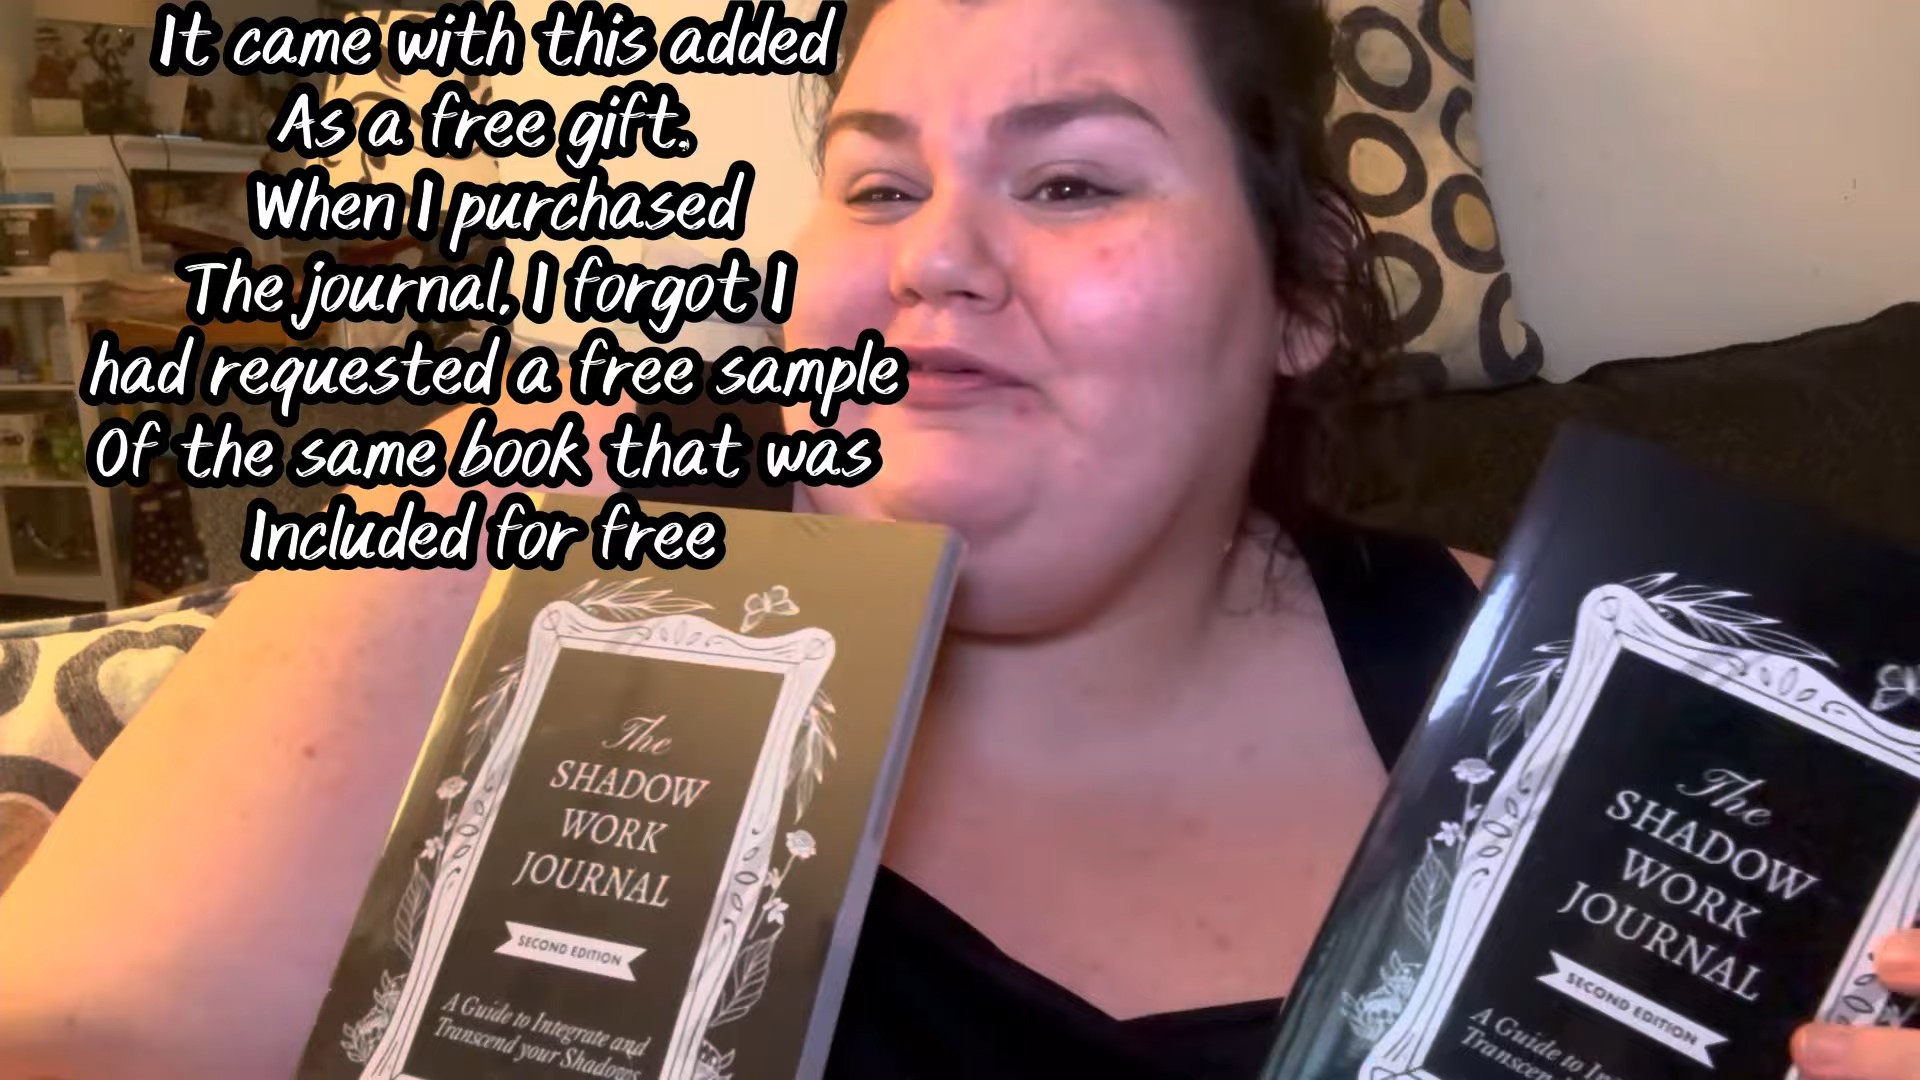 It came with this added
As a free gift.
When I purchased
The journal, I forgot I
had requested a free sample
Of the same book that was
Included for free
The
SHADOW
WORK
JOURNAL
SECOND EDITION
A Guide to Integrate and
Transcend your Shadows
The
SHADOW
WORK
JOURNAL
SECOND EDITION
A Guide to